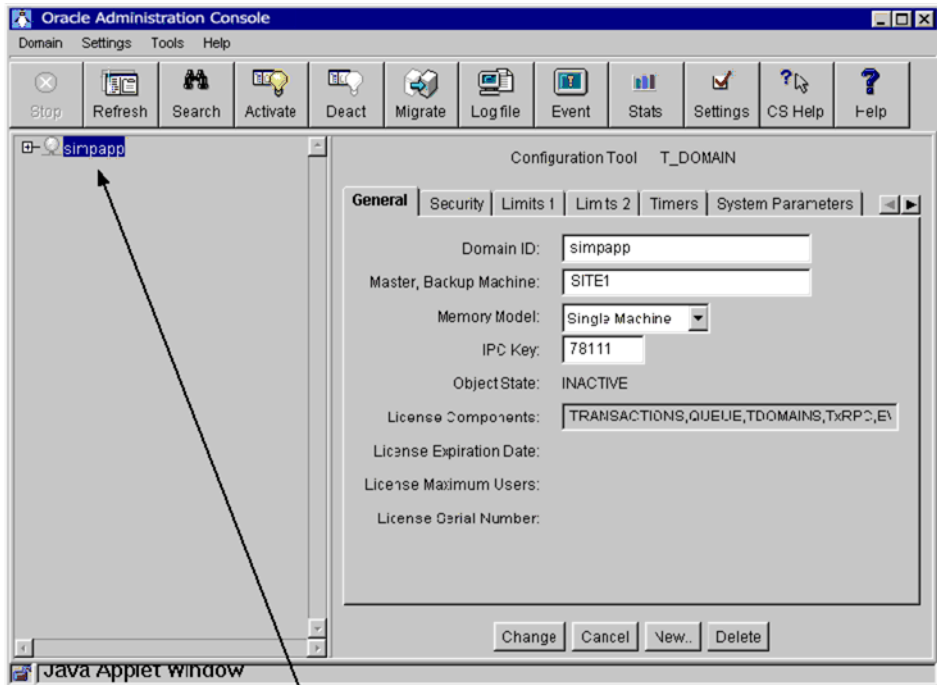 Oracle Administration Console
Domain Settings Tools Help
Stop Refresh Search Activate Deact Migrate Logfile Event Stats Settings CS Help Help
simpapp
Configuration Tool T_DOMAIN
General Security Limits 1 Limits 2 Timers System Parameters
Domain ID: simpapp
Master, Backup Machine: SITE1
Memory Model: Single Machine
IPC Key: 78111
Object State: INACTIVE
License Components: TRANSACTIONS,QUEUE,TDOMAINS,TxRPC,EV
License Expiration Date:
License Maximum Users:
License Serial Number:
Change Cancel New.. Delete
Java Applet Window